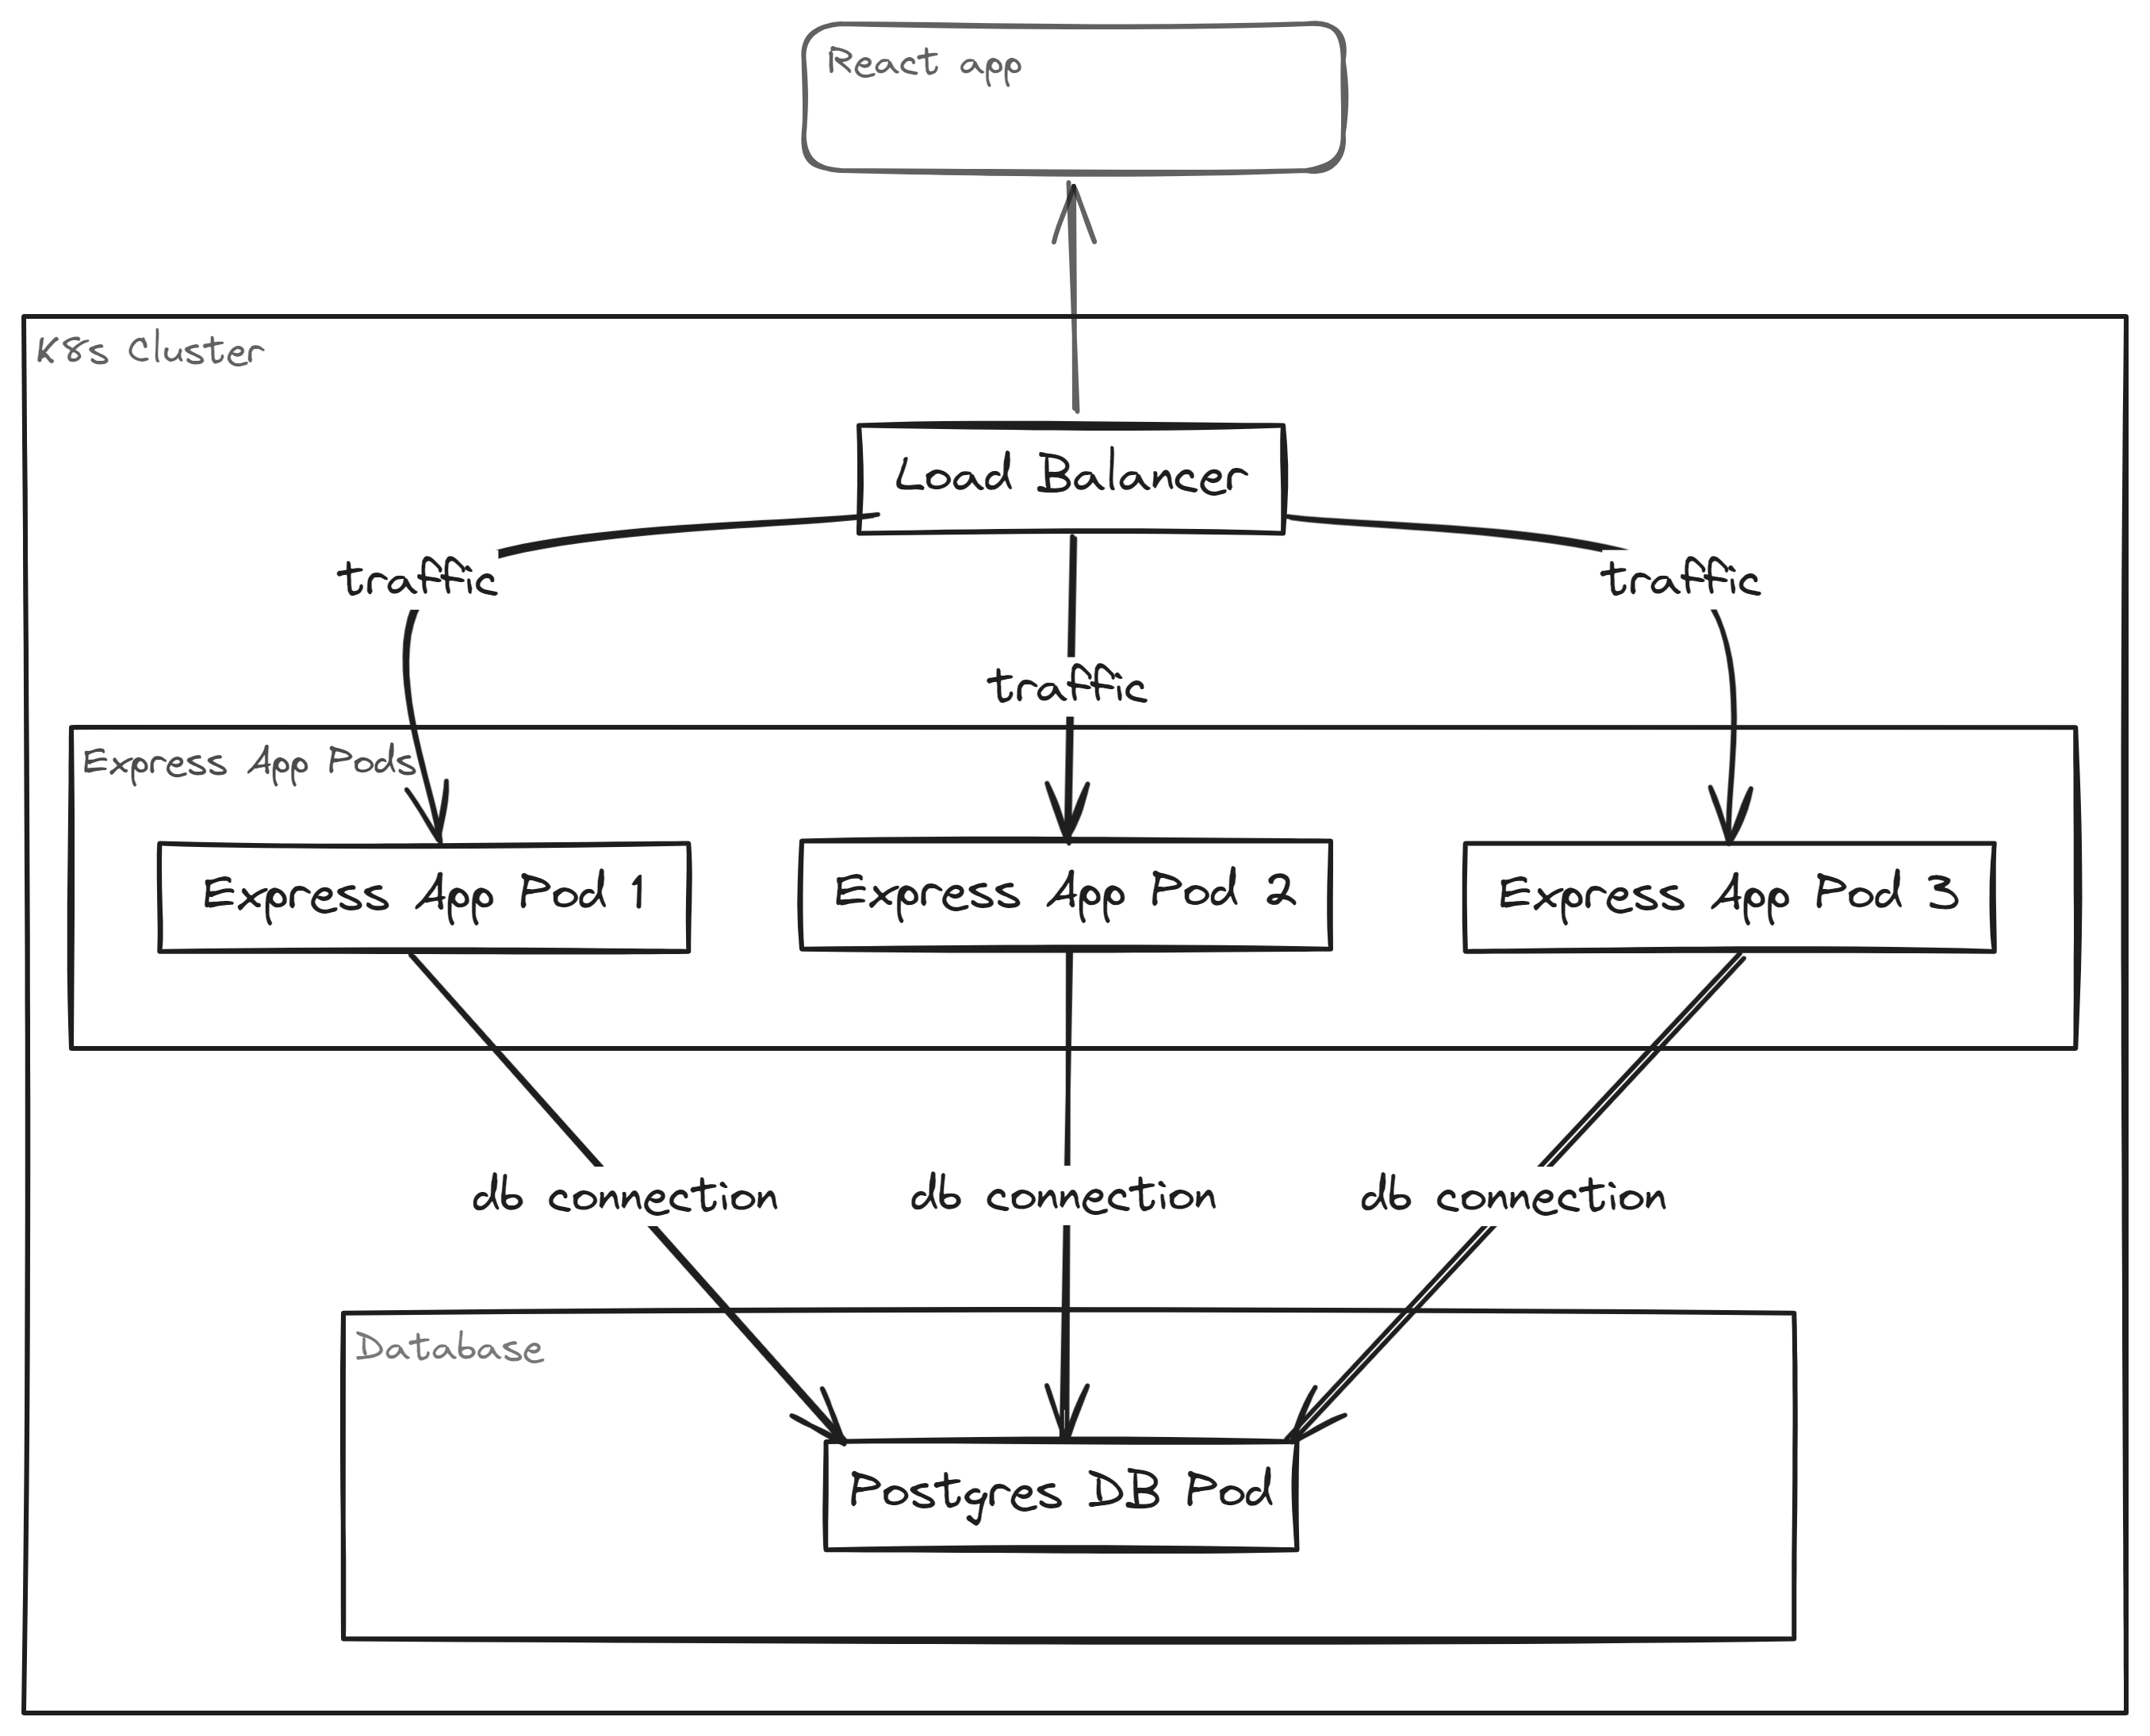 React app
K8s Cluster
Load Balancer
traffic
traffic
traffic
Express App Pods
Express App Pod 1
Express App Pod 2
Express App Pod 3
db connection
db connection
db connection
Database
Postgres DB Pod